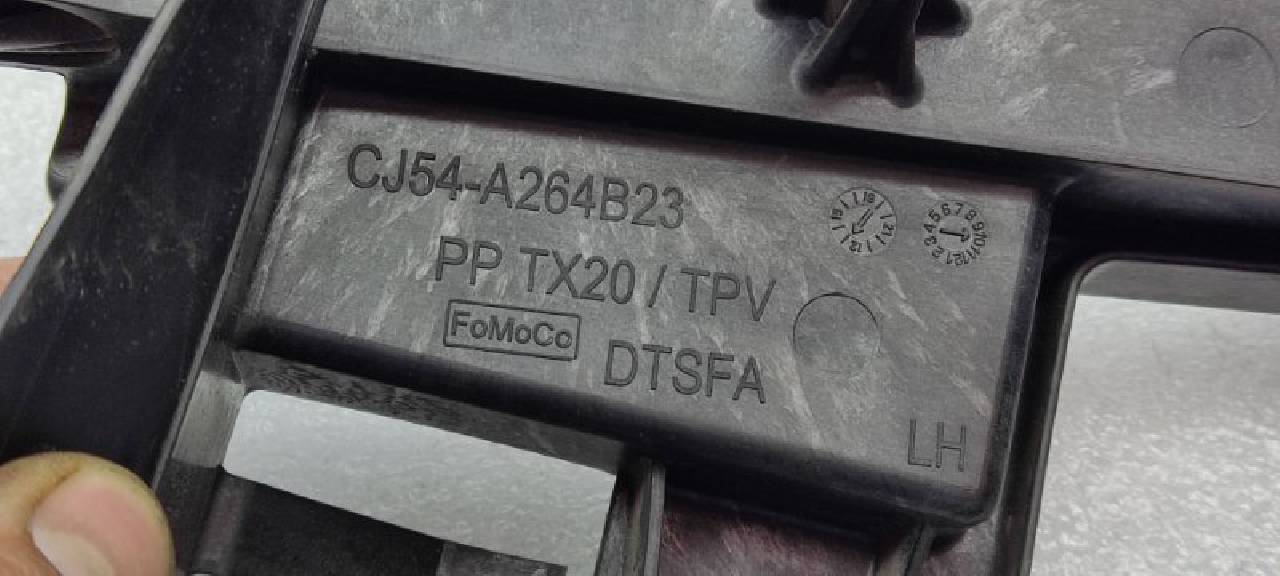 CJ54-A264B23
PP TX20 / TPV
FoMoCo
DTSFA
LH